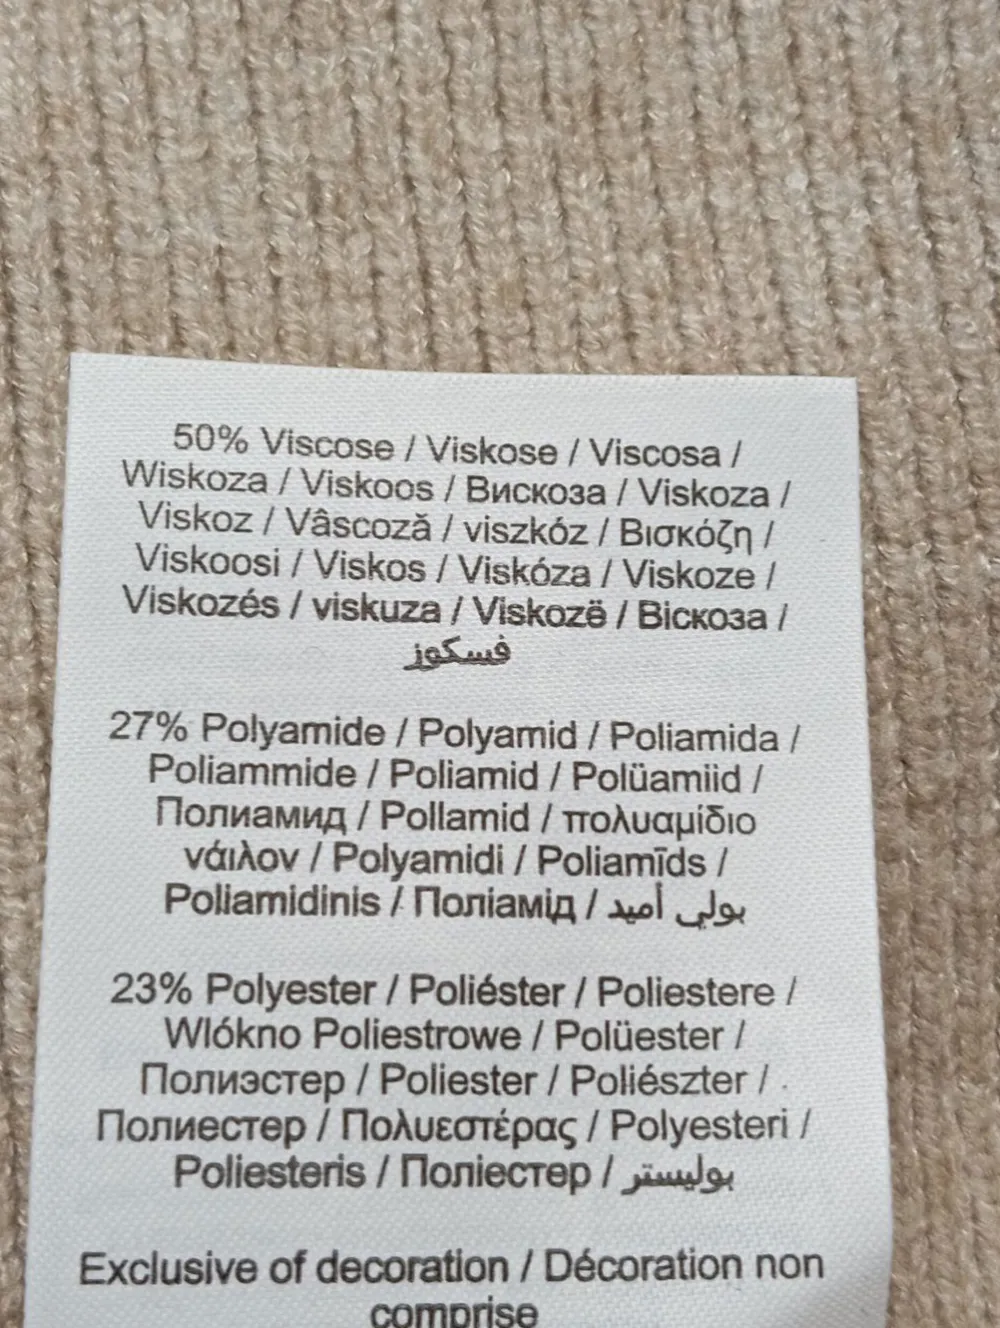 50% Viscose / Viskose / Viscosa /
Wiskoza / Viskoos / Вискоза / Viskoza /
Viskoz / Vâscoză / viszkóz / Βισκόζη /
Viskoosi / Viskos / Viskóza / Viskoze /
Viskozés / viskuza / Viskozë / Віскоза /
فسكوز
27% Polyamide / Polyamid / Poliamida /
Poliammide / Poliamid / Polüamiid /
Полиамид / Pollamid / πολυαμίδιο
νάιλον / Polyamidi / Poliamīds /
Poliamidinis / Поліамід / بولي أميد
23% Polyester / Poliéster / Poliestere /
Wlókno Poliestrowe / Polüester /
Полиэстер / Poliester / Poliészter /
Полиестер / Πολυεστέρας / Polyesteri /
Poliesteris / Поліестер / بوليستر
Exclusive of decoration / Décoration non
comprise